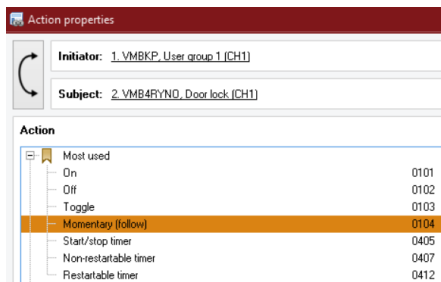 Action properties
Initiator: 1. VMBKP, User group 1 (CH1)
Subject: 2. VMB4RYNO, Door lock (CH1)
Action
Most used
On 0101
Off 0102
Toggle 0103
Momentary (follow) 0104
Start/stop timer 0405
Non-restartable timer 0407
Restartable timer 0412